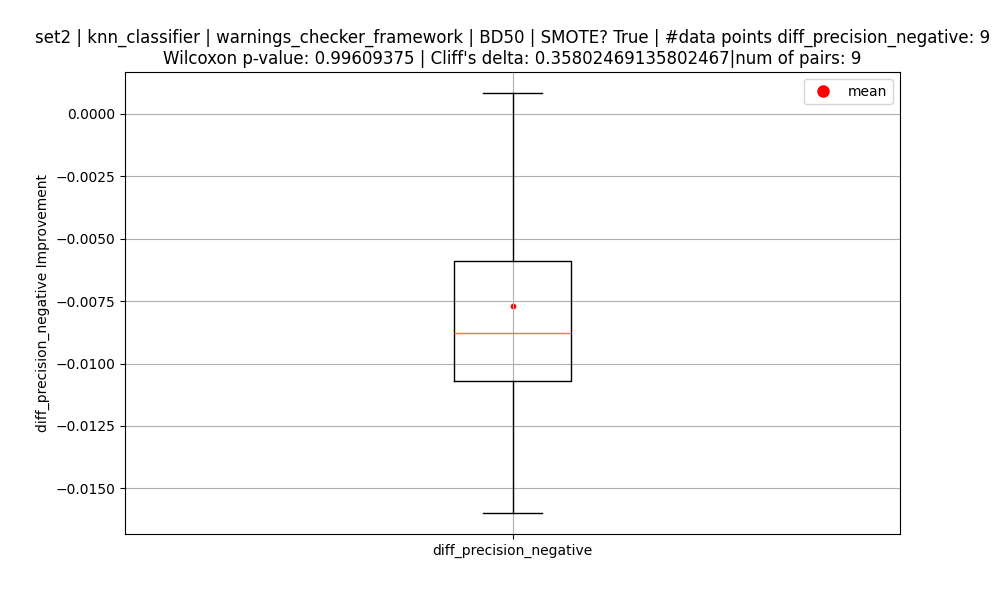 set2 | knn_classifier | warnings_checker_framework | BD50 | SMOTE? True | #data points diff_precision_negative: 9
Wilcoxon p-value: 0.99609375 | Cliff's delta: 0.35802469135802467|num of pairs: 9
mean
0.0000
−0.0025
−0.0050
−0.0075
−0.0100
−0.0125
−0.0150
diff_precision_negative Improvement
diff_precision_negative